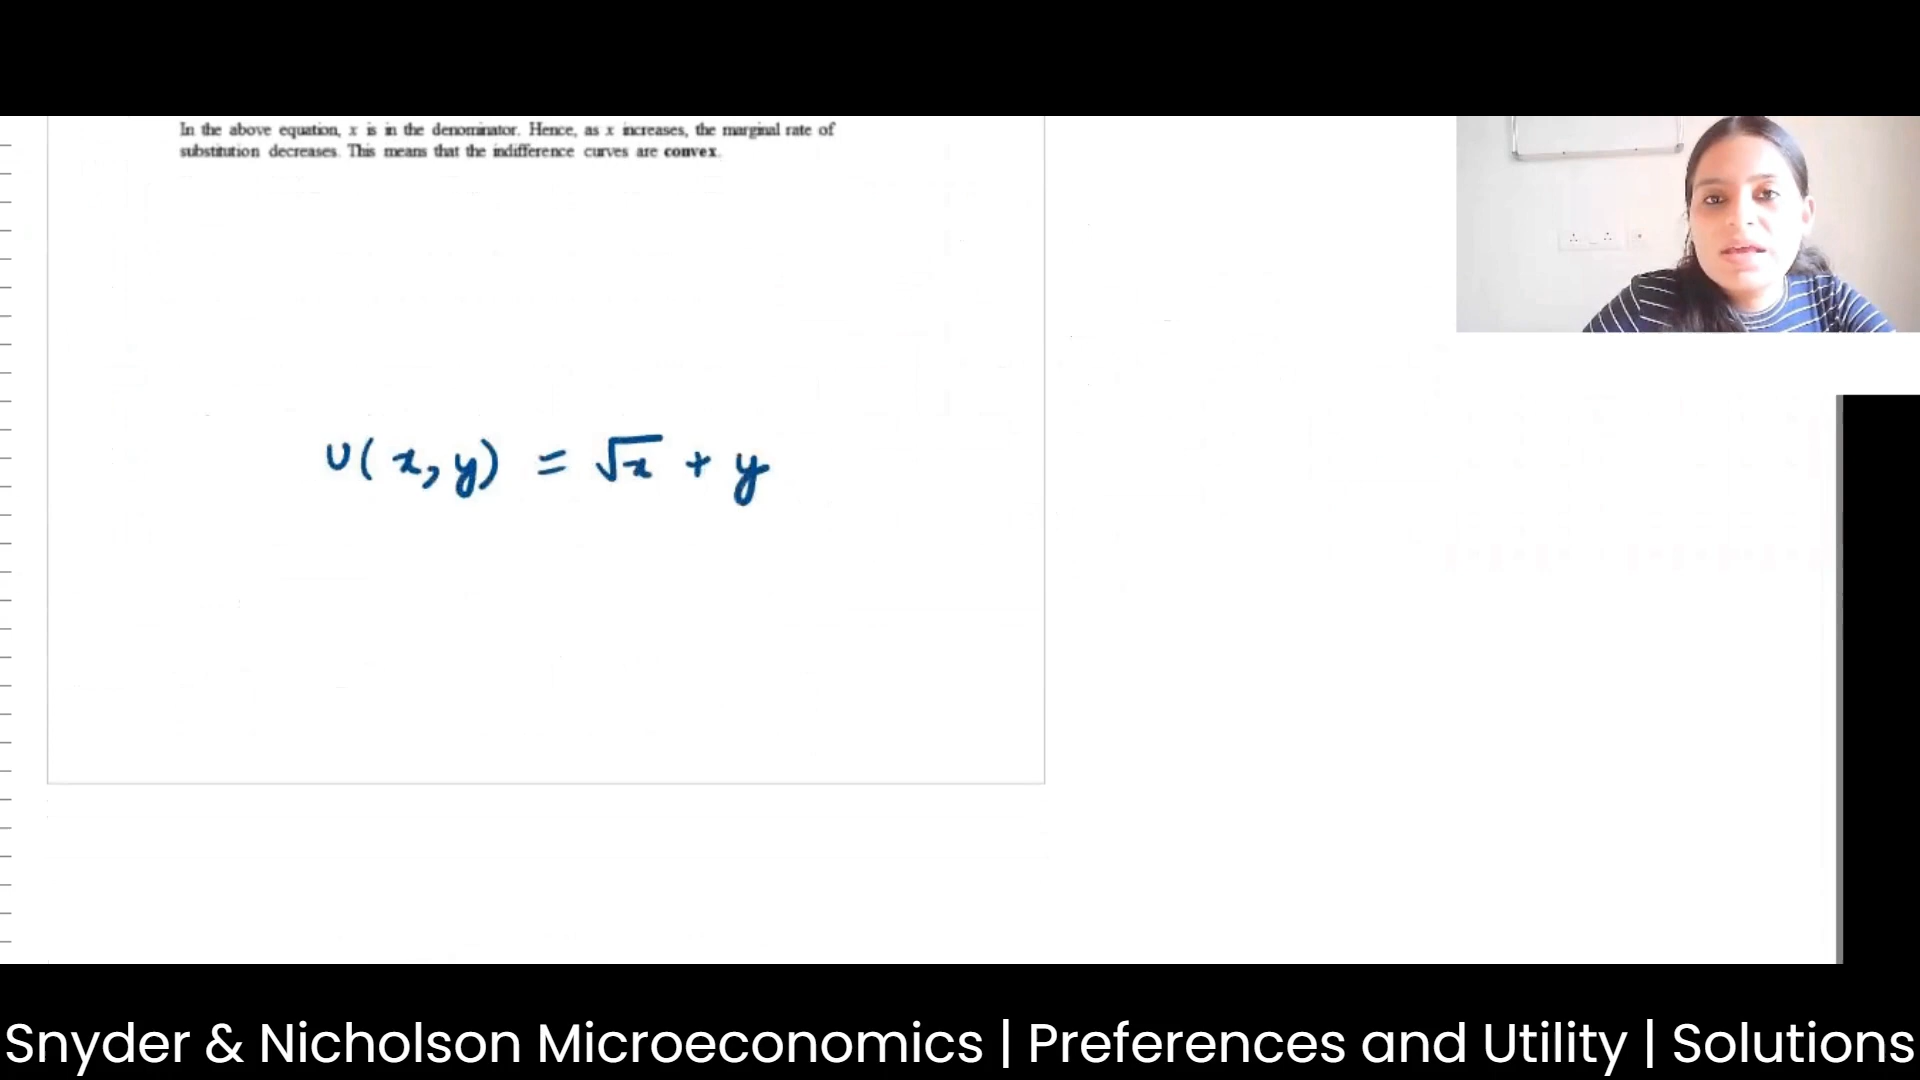 In the above equation, x is in the denominator. Hence, as x increases, the marginal rate of
substitution decreases. This means that the indifference curves are convex.
U(x, y) = √x + y
Snyder & Nicholson Microeconomics | Preferences and Utility | Solutions